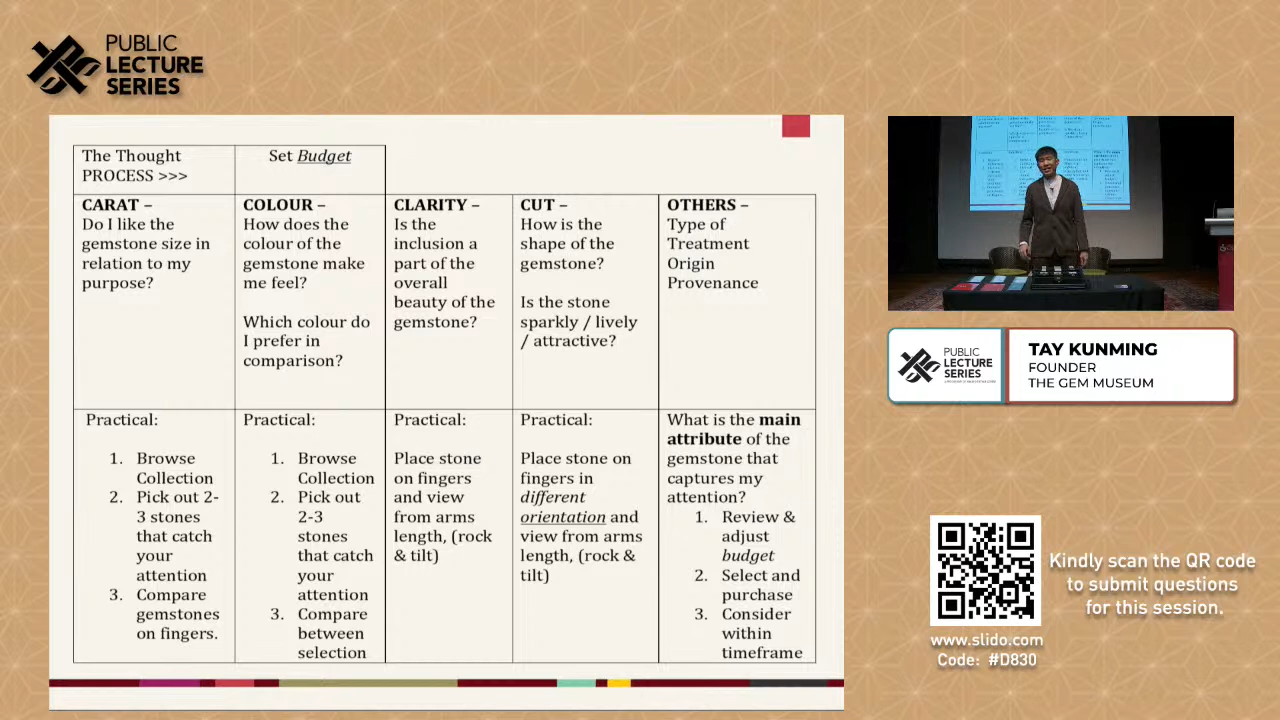 PUBLIC
LECTURE
SERIES
The Thought
PROCESS >>>
Set Budget
CARAT –
Do I like the
gemstone size in
relation to my
purpose?
COLOUR –
How does the
colour of the
gemstone make
me feel?
Which colour do
I prefer in
comparison?
CLARITY –
Is the
inclusion a
part of the
overall
beauty of the
gemstone?
CUT –
How is the
shape of the
gemstone?
Is the stone
sparkly / lively
/ attractive?
OTHERS –
Type of
Treatment
Origin
Provenance
Practical:
1. Browse
Collection
2. Pick out 2-
3 stones
that catch
your
attention
3. Compare
gemstones
on fingers.
Practical:
1. Browse
Collection
2. Pick out
2-3
stones
that catch
your
attention
3. Compare
between
selection
Practical:
Place stone
on fingers
and view
from arms
length, (rock
& tilt)
Practical:
Place stone on
fingers in
different
orientation and
view from arms
length, (rock &
tilt)
What is the main
attribute of the
gemstone that
captures my
attention?
1. Review &
adjust
budget
2. Select and
purchase
3. Consider
within
timeframe
PUBLIC
LECTURE
SERIES
TAY KUNMING
FOUNDER
THE GEM MUSEUM
Kindly scan the QR code
to submit questions
for this session.
www.slido.com
Code: #D830